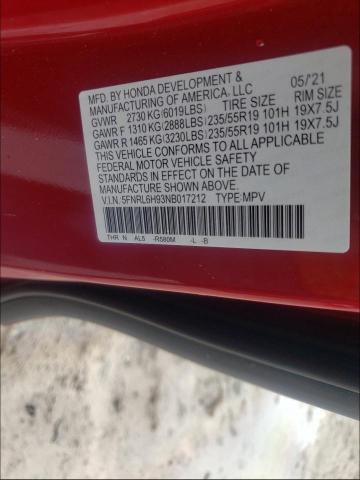 MFD. BY HONDA DEVELOPMENT & 05/21
MANUFACTURING OF AMERICA, LLC
GVWR 2730 KG(6019LBS) TIRE SIZE RIM SIZE
GAWR F 1310 KG(2888LBS) 235/55R19 101H 19X7.5J
GAWR R 1465 KG(3230LBS) 235/55R19 101H 19X7.5J
THIS VEHICLE CONFORMS TO ALL APPLICABLE
FEDERAL MOTOR VEHICLE SAFETY
STANDARDS IN EFFECT ON THE DATE OF
MANUFACTURE SHOWN ABOVE.
V.I.N. 5FNRL6H93NB017212 TYPE:MPV
THR N AL5 -R580M -L -B